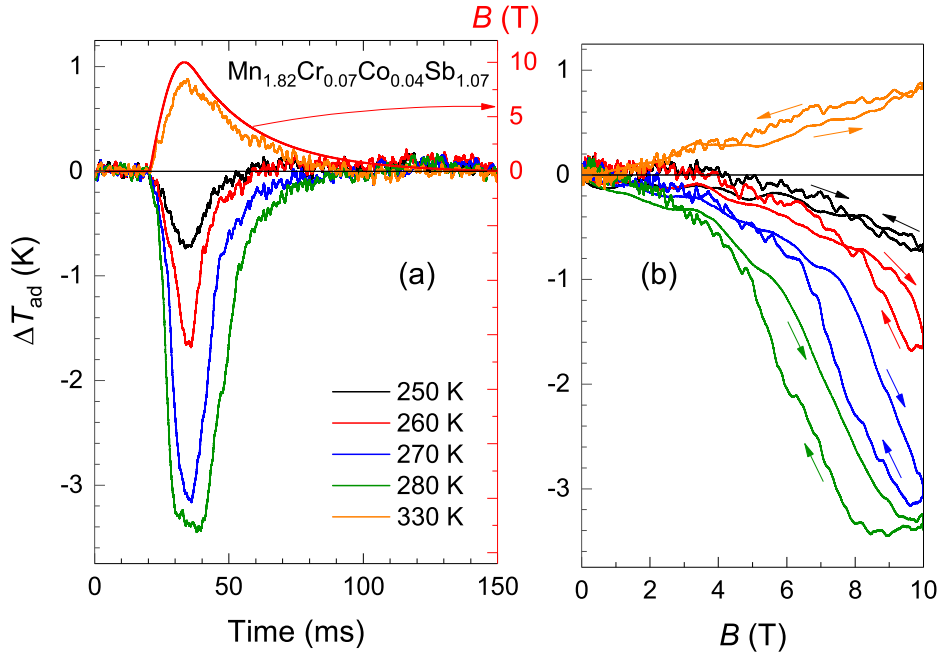 B (T)
Mn1.82Cr0.07Co0.04Sb1.07
1
0
-1
-2
-3
ΔTad (K)
10
5
0
(a)
250 K
260 K
270 K
280 K
330 K
0
50
100
150
Time (ms)
1
0
-1
-2
-3
(b)
0
2
4
6
8
10
B (T)